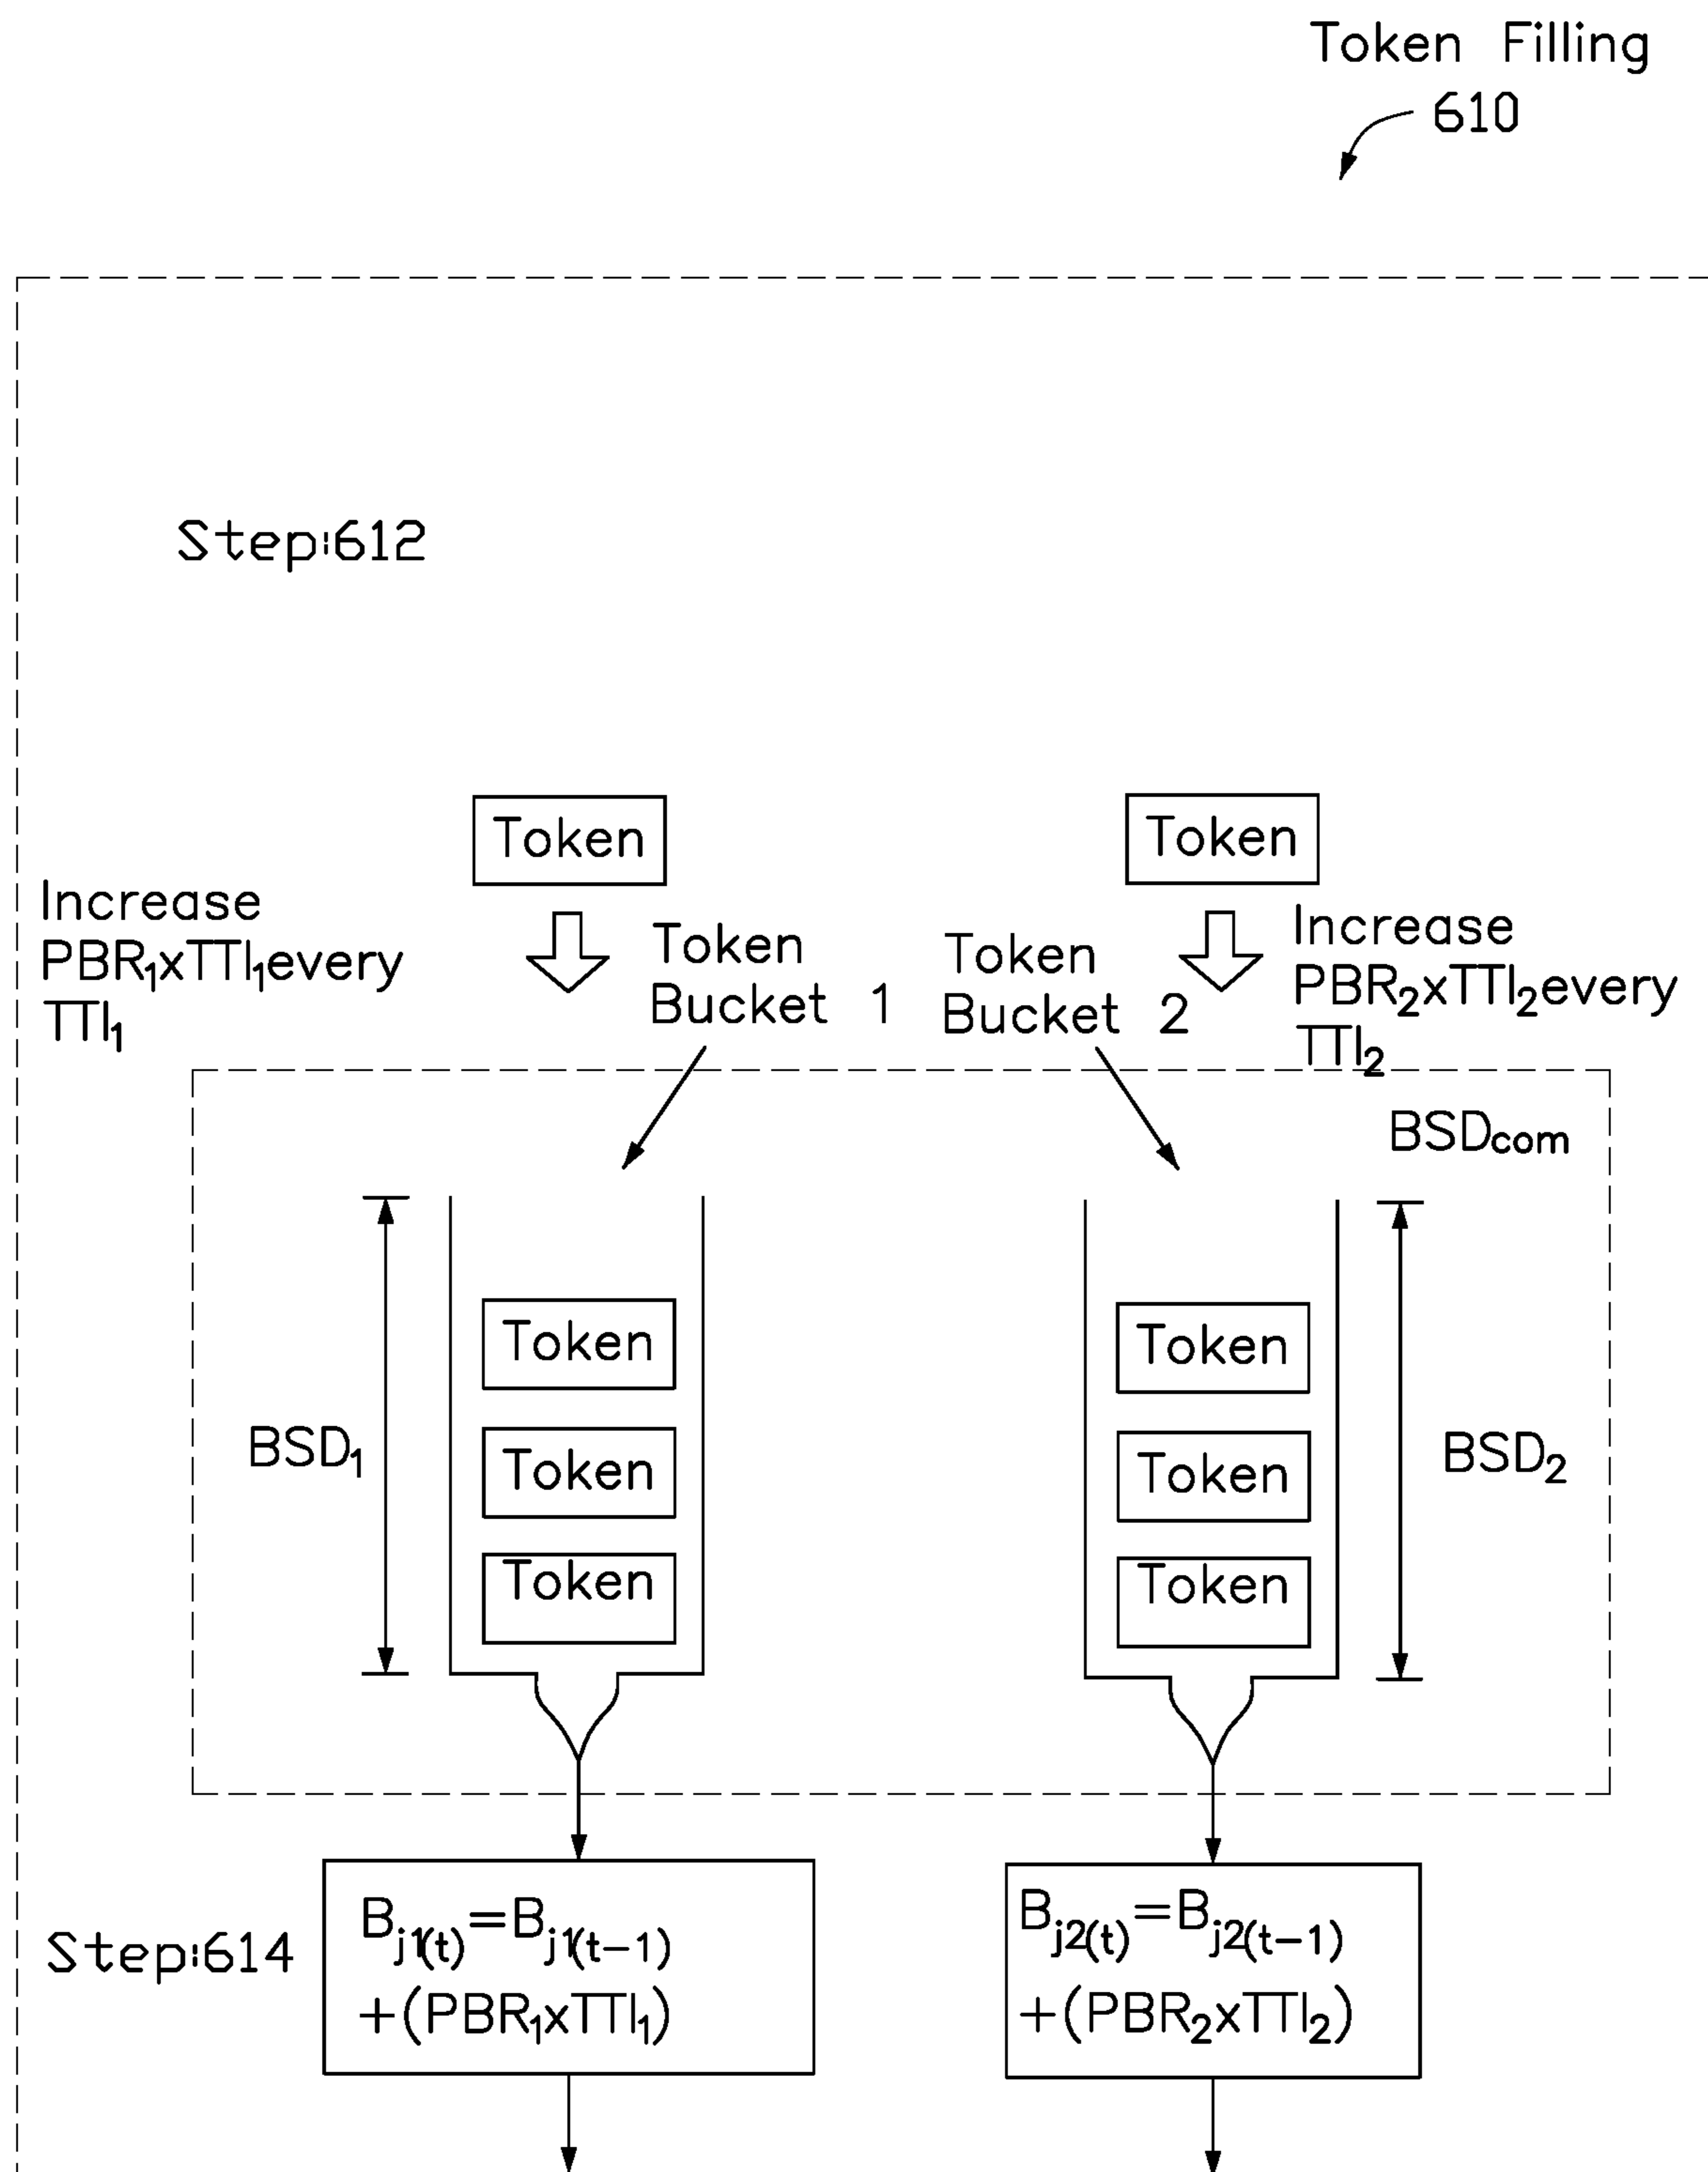 Token Filling
610
Step:612
Token
Token
Increase
PBR1xTTI1every
TTI1
Token
Bucket 1
Token
Bucket 2
Increase
PBR2xTTI2every
TTI2
BSDcom
Token
Token
Token
BSD1
Token
Token
Token
BSD2
Step:614
Bj1(t)=Bj1(t-1)
+(PBR1xTTI1)
Bj2(t)=Bj2(t-1)
+(PBR2xTTI2)